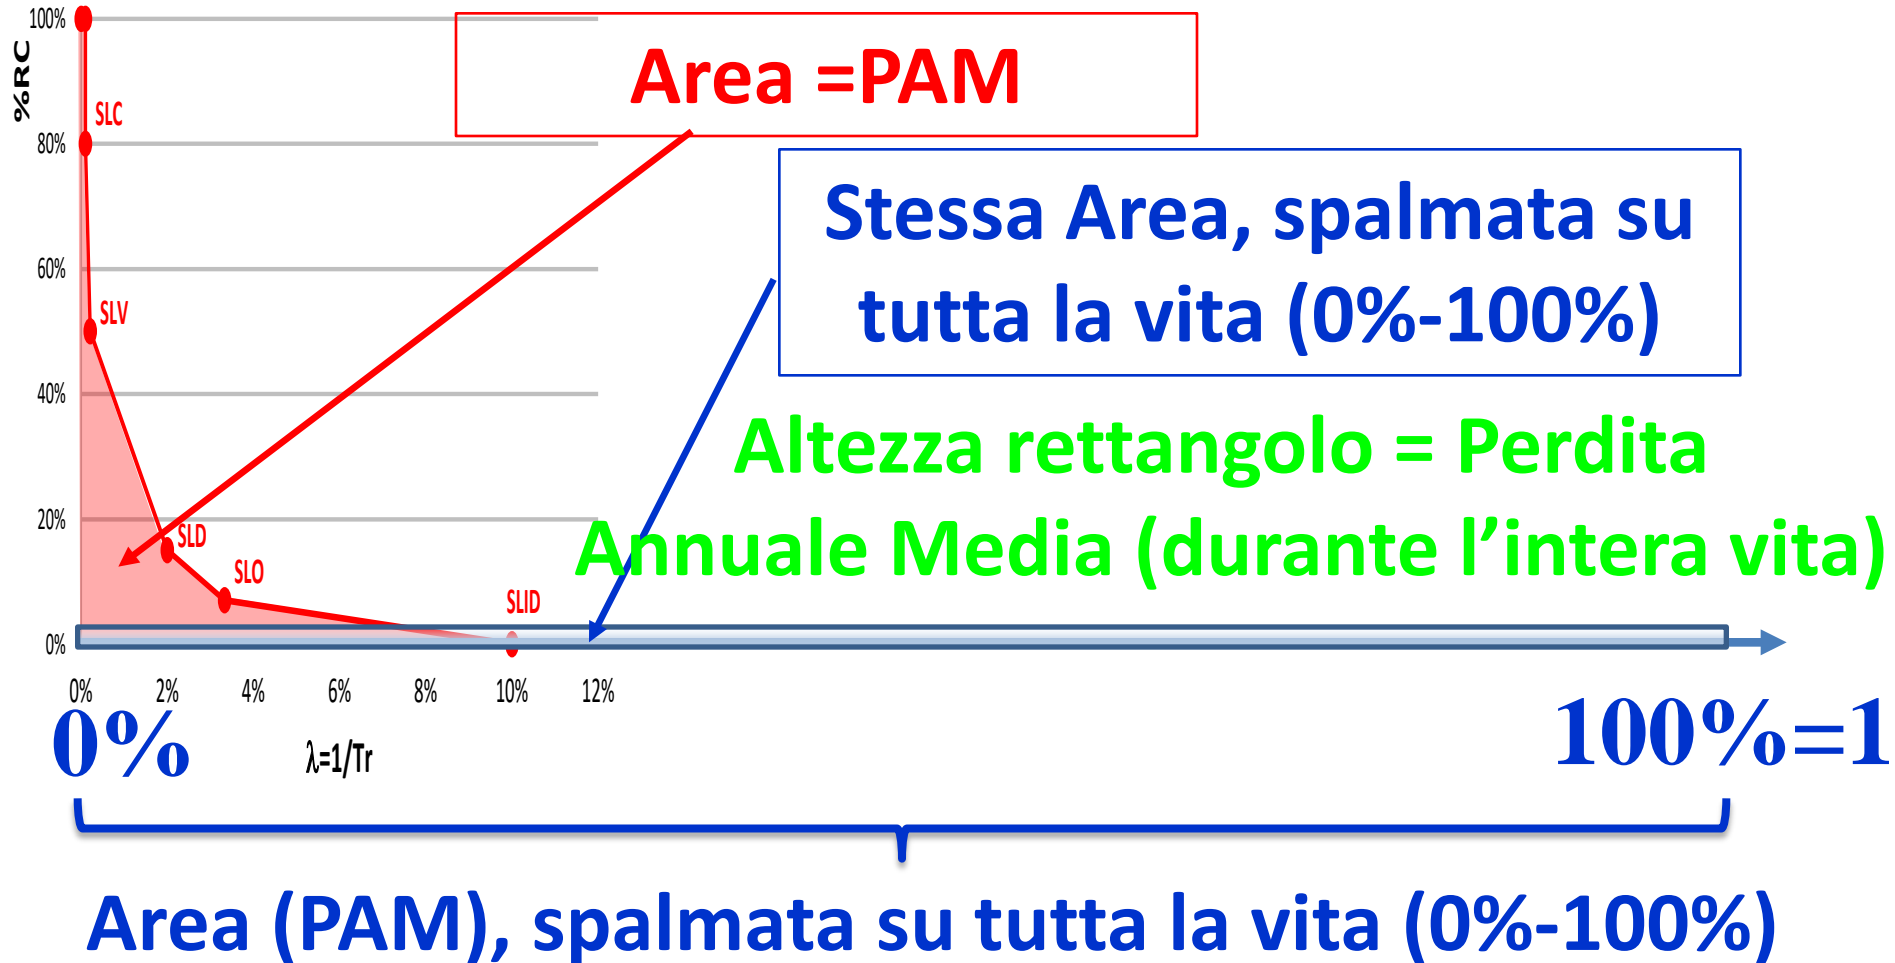 100%
%RC
Area =PAM
SLC
80%
Stessa Area, spalmata su
tutta la vita (0%-100%)
60%
SLV
40%
Altezza rettangolo = Perdita
Annuale Media (durante l’intera vita)
20%
SLD
SLO
SLID
0%
0% 2% 4% 6% 8% 10% 12%
0%
100%=1
λ=1/Tr
Area (PAM), spalmata su tutta la vita (0%-100%)